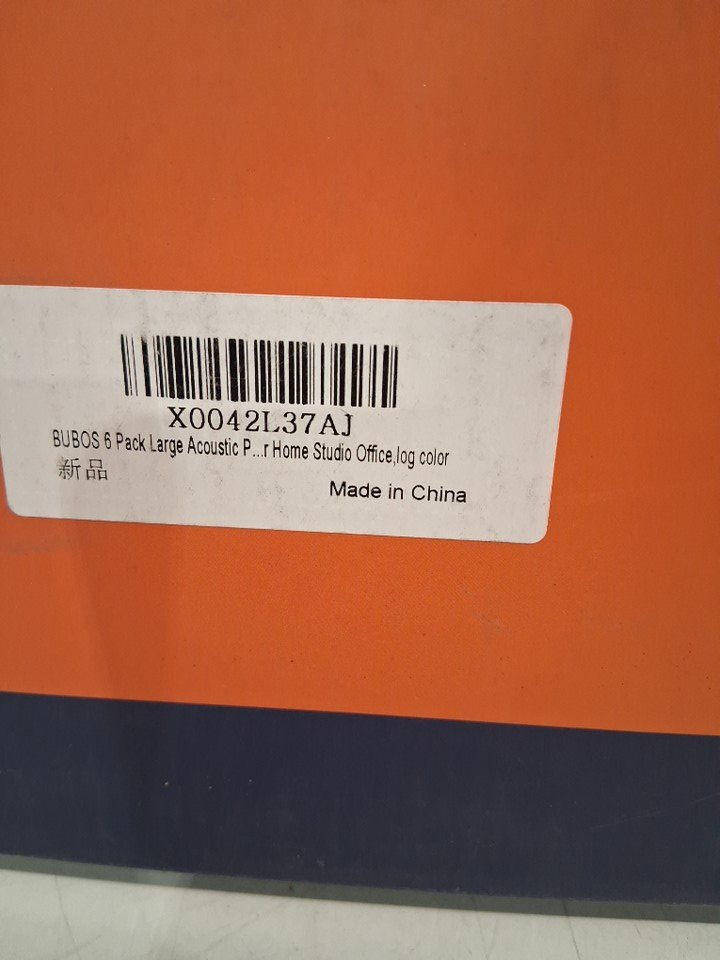 X0042L37AJ
BUBOS 6 Pack Large Acoustic P...r Home Studio Office,log color
新品
Made in China